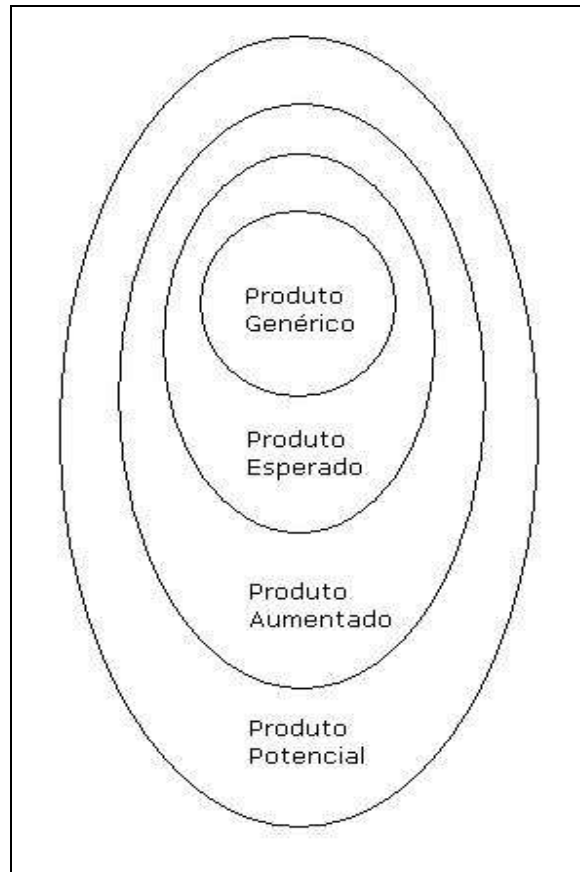 Produto
Genérico
Produto
Esperado
Produto
Aumentado
Produto
Potencial